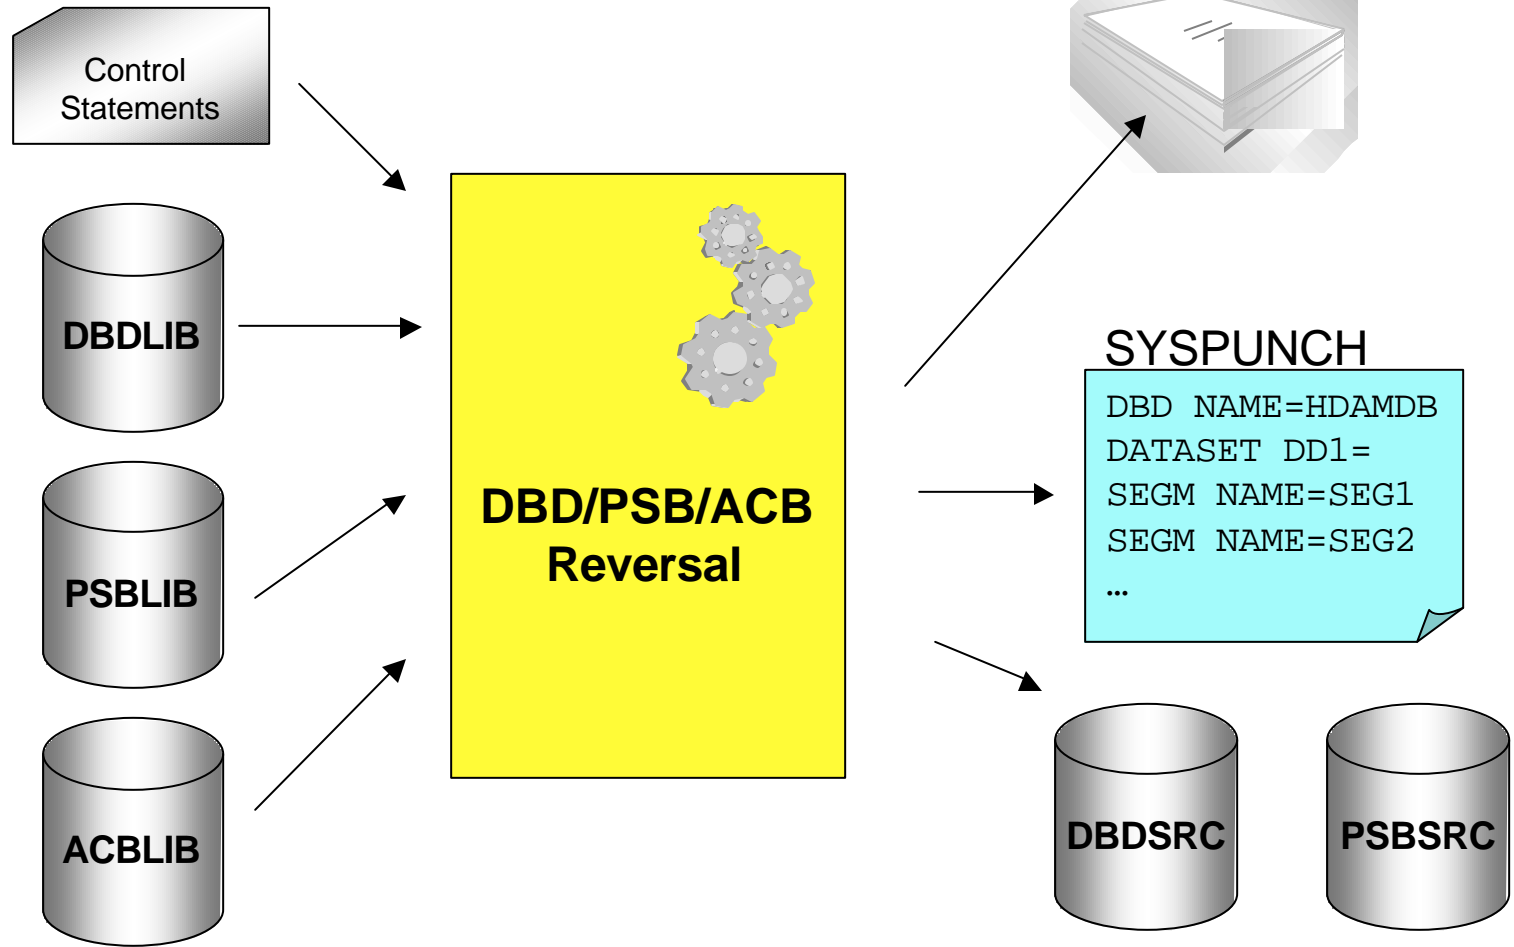 Control
Statements
DBDLIB
PSBLIB
ACBLIB
DBD/PSB/ACB
Reversal
SYSPUNCH
DBD NAME=HDAMDB
DATASET DD1=
SEGM NAME=SEG1
SEGM NAME=SEG2
…
DBDSRC
PSBSRC